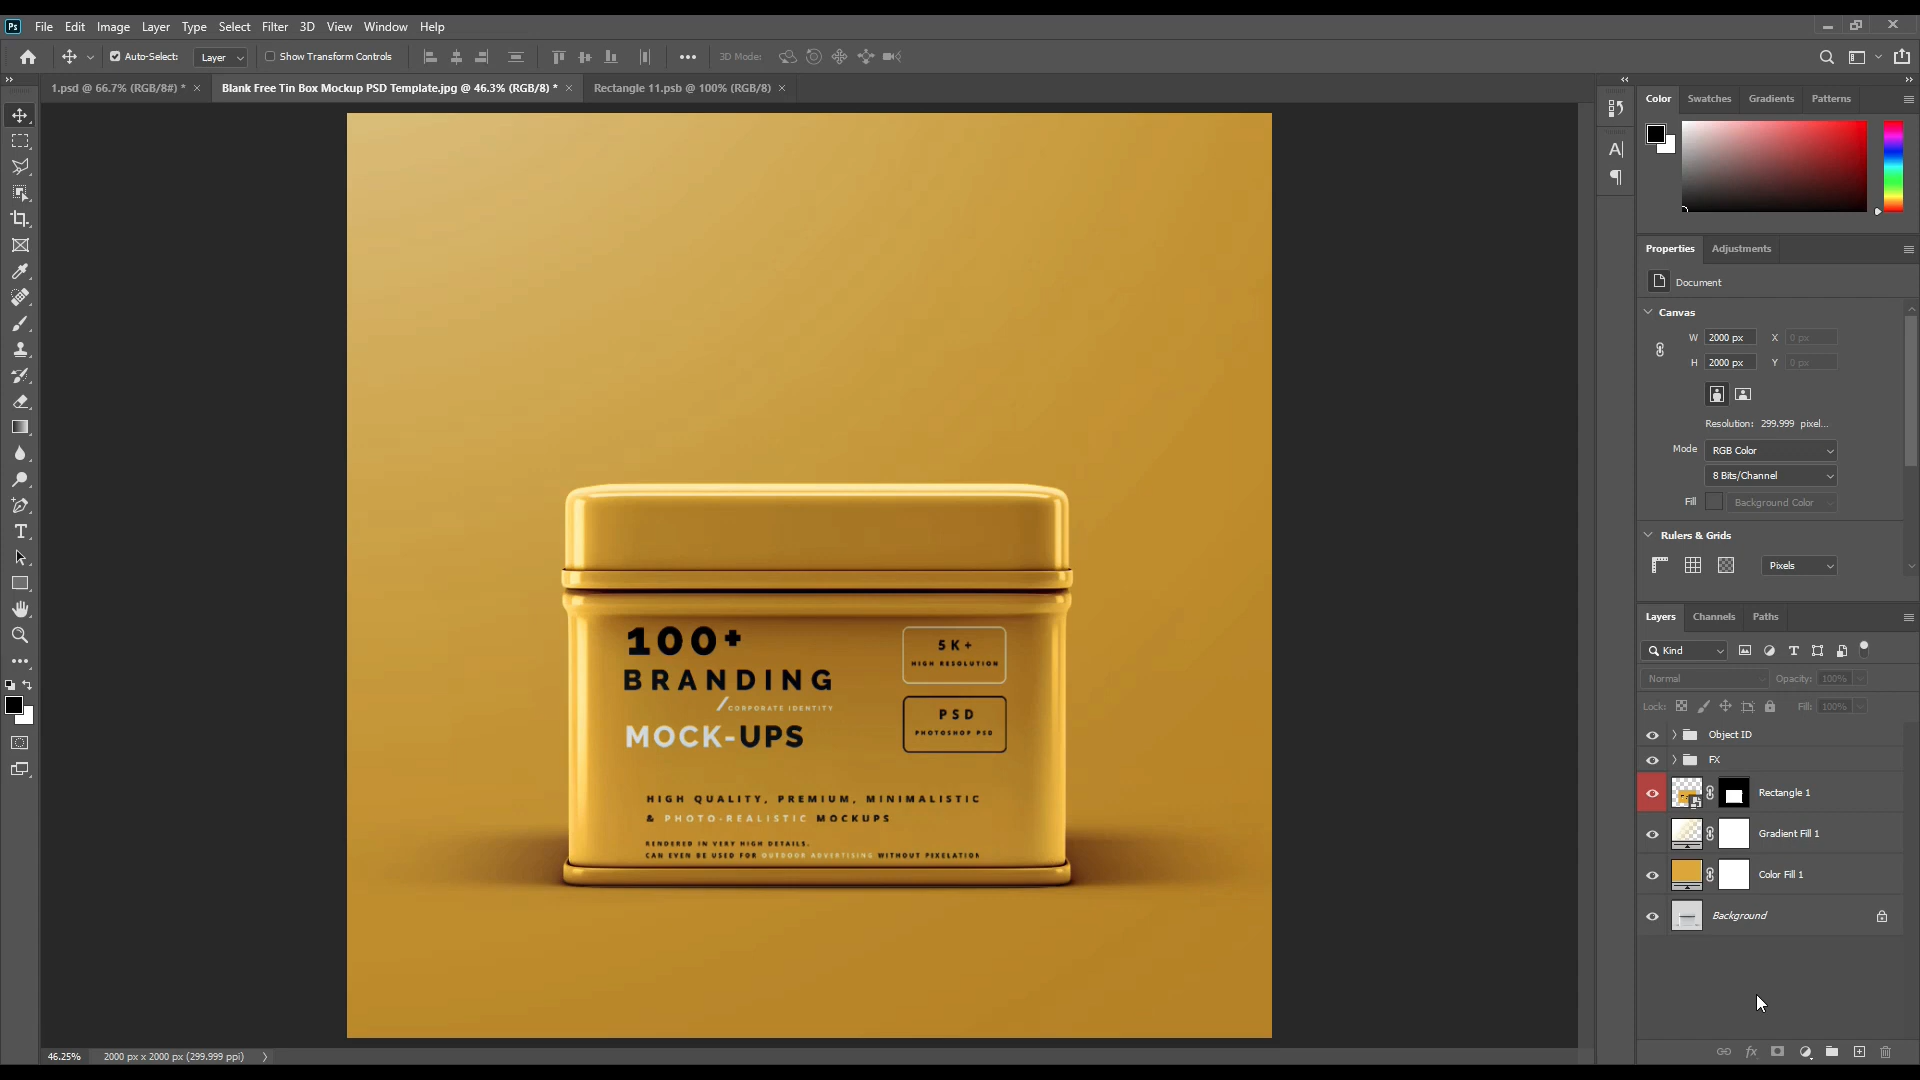 Ps File Edit Image Layer Type Select Filter 3D View Window Help
Auto-Select: Layer Show Transform Controls 3D Mode:
1.psd @ 66.7% (RGB/8#) * × Blank Free Tin Box Mockup PSD Template.jpg @ 46.3% (RGB/8) * × Rectangle 11.psb @ 100% (RGB/8) ×
100+
BRANDING
/CORPORATE IDENTITY
MOCK-UPS
5K+
HIGH RESOLUTION
PSD
PHOTOSHOP PSD
HIGH QUALITY, PREMIUM, MINIMALISTIC
& PHOTO-REALISTIC MOCKUPS
RENDERED IN VERY HIGH DETAILS.
CAN EVEN BE USED FOR OUTDOOR ADVERTISING WITHOUT PIXELATION
46.25% 2000 px x 2000 px (299.999 ppi)
Color Swatches Gradients Patterns
Properties Adjustments
Document
Canvas
W 2000 px X 0 px
H 2000 px Y 0 px
Resolution: 299.999 pixel...
Mode RGB Color
8 Bits/Channel
Fill Background Color
Rulers & Grids
Pixels
Layers Channels Paths
Kind
Normal Opacity: 100%
Lock: Fill: 100%
Object ID
FX
Rectangle 1
Gradient Fill 1
Color Fill 1
Background